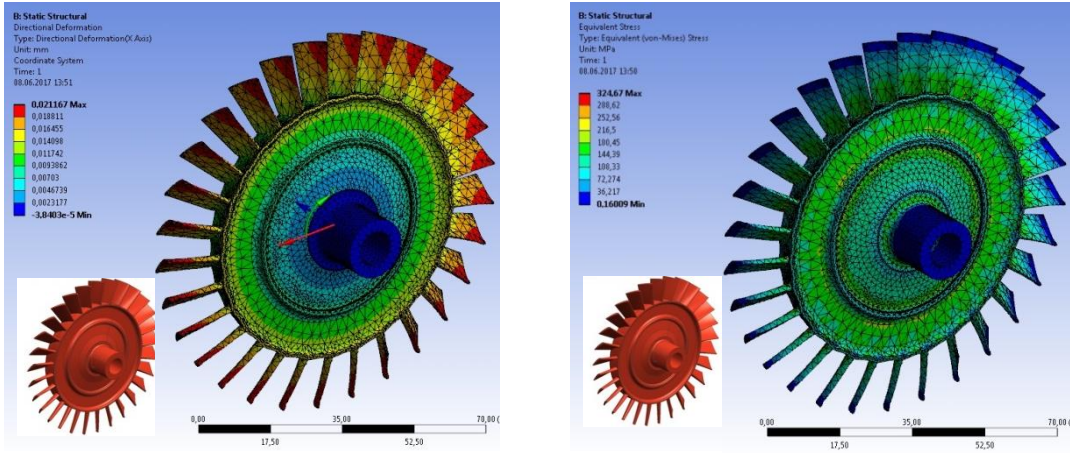 B: Static Structural
Directional Deformation
Type: Directional Deformation(X Axis)
Unit: mm
Coordinate System
Time: 1
08.06.2017 13:51
0,021167 Max
0,018811
0,016455
0,014098
0,011742
0,0093862
0,00703
0,0046739
0,0023177
-3,8403e-5 Min
0,00
35,00
70,00 (
17,50
52,50
B: Static Structural
Equivalent Stress
Type: Equivalent (von-Mises) Stress
Unit: MPa
Time: 1
08.06.2017 13:50
324,67 Max
288,62
252,56
216,5
180,45
144,39
108,33
72,274
36,217
0,16009 Min
0,00
35,00
70,00 (
17,50
52,50